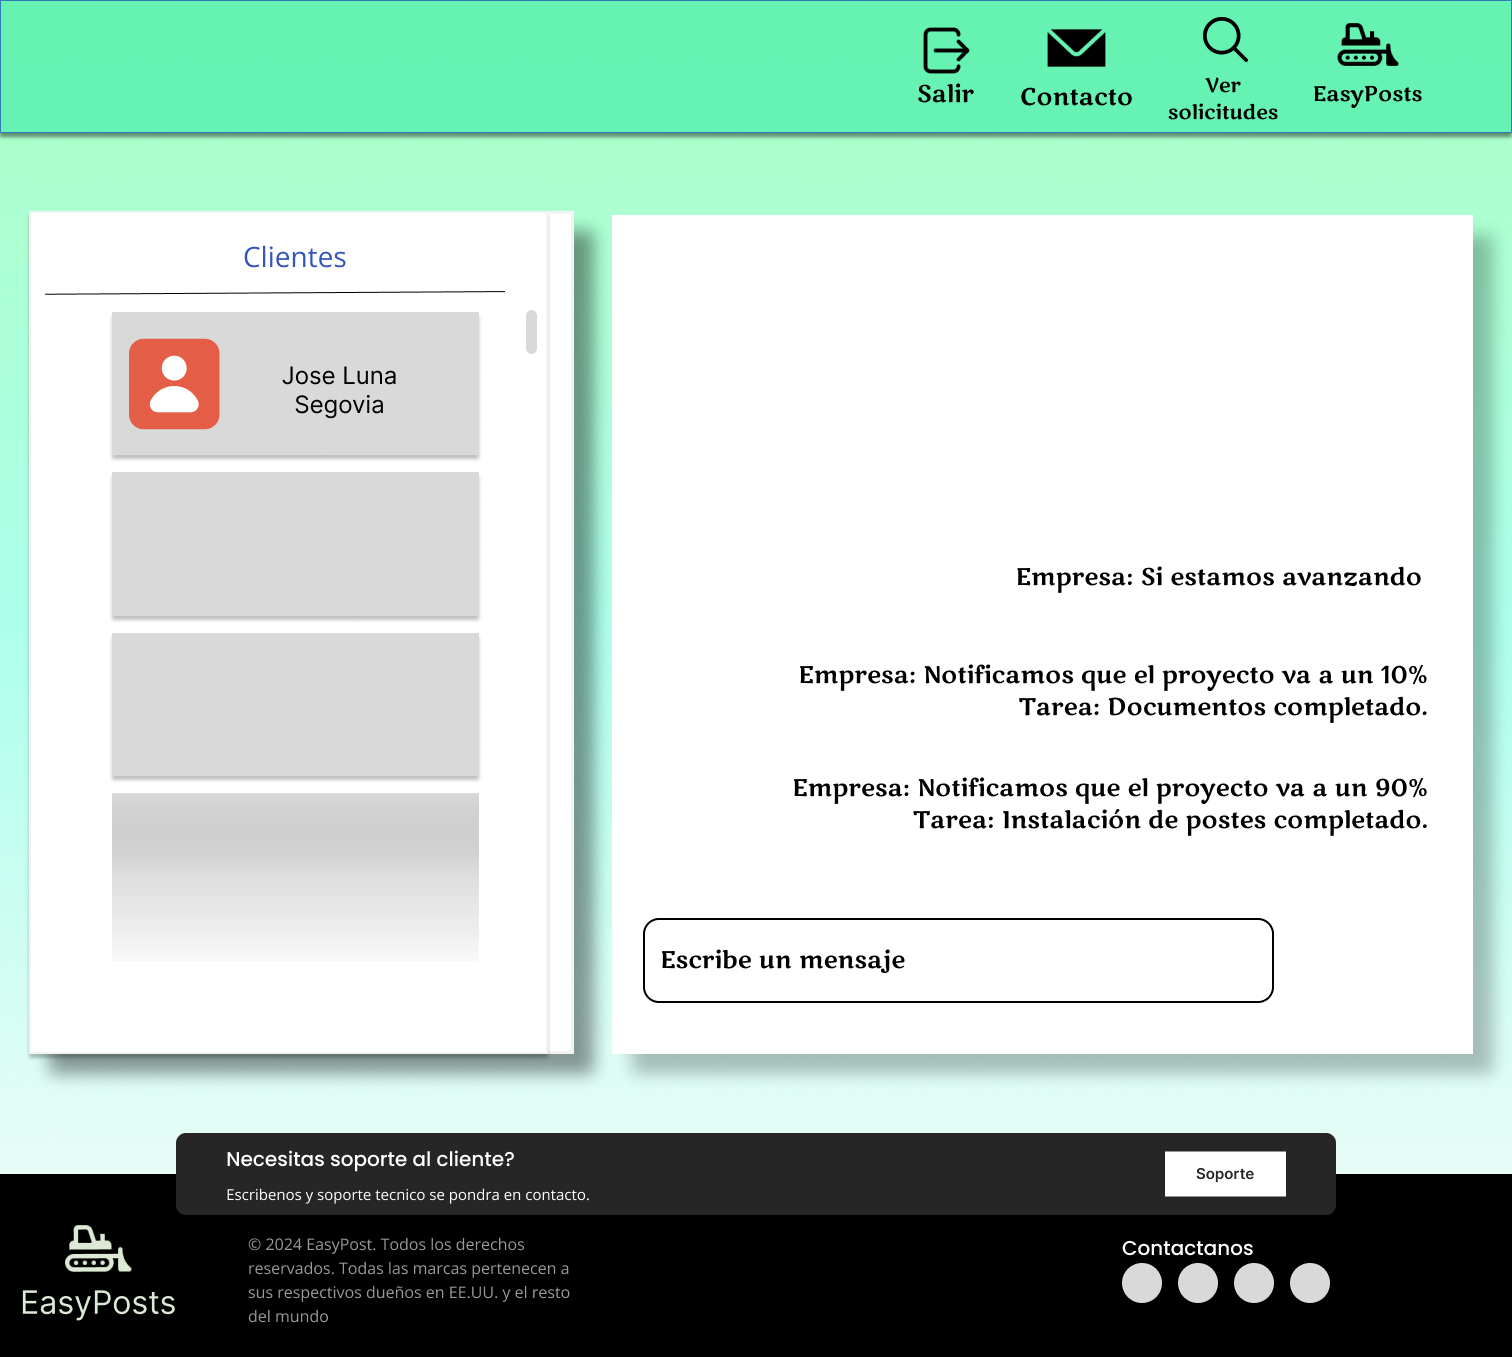 Salir
Contacto
Ver
solicitudes
EasyPosts
Clientes
Jose Luna
Segovia
Empresa: Si estamos avanzando
Empresa: Notificamos que el proyecto va a un 10%
Tarea: Documentos completado.
Empresa: Notificamos que el proyecto va a un 90%
Tarea: Instalación de postes completado.
Escribe un mensaje
Necesitas soporte al cliente?
Escribenos y soporte tecnico se pondra en contacto.
Soporte
EasyPosts
© 2024 EasyPost. Todos los derechos
reservados. Todas las marcas pertenecen a
sus respectivos dueños en EE.UU. y el resto
del mundo
Contactanos